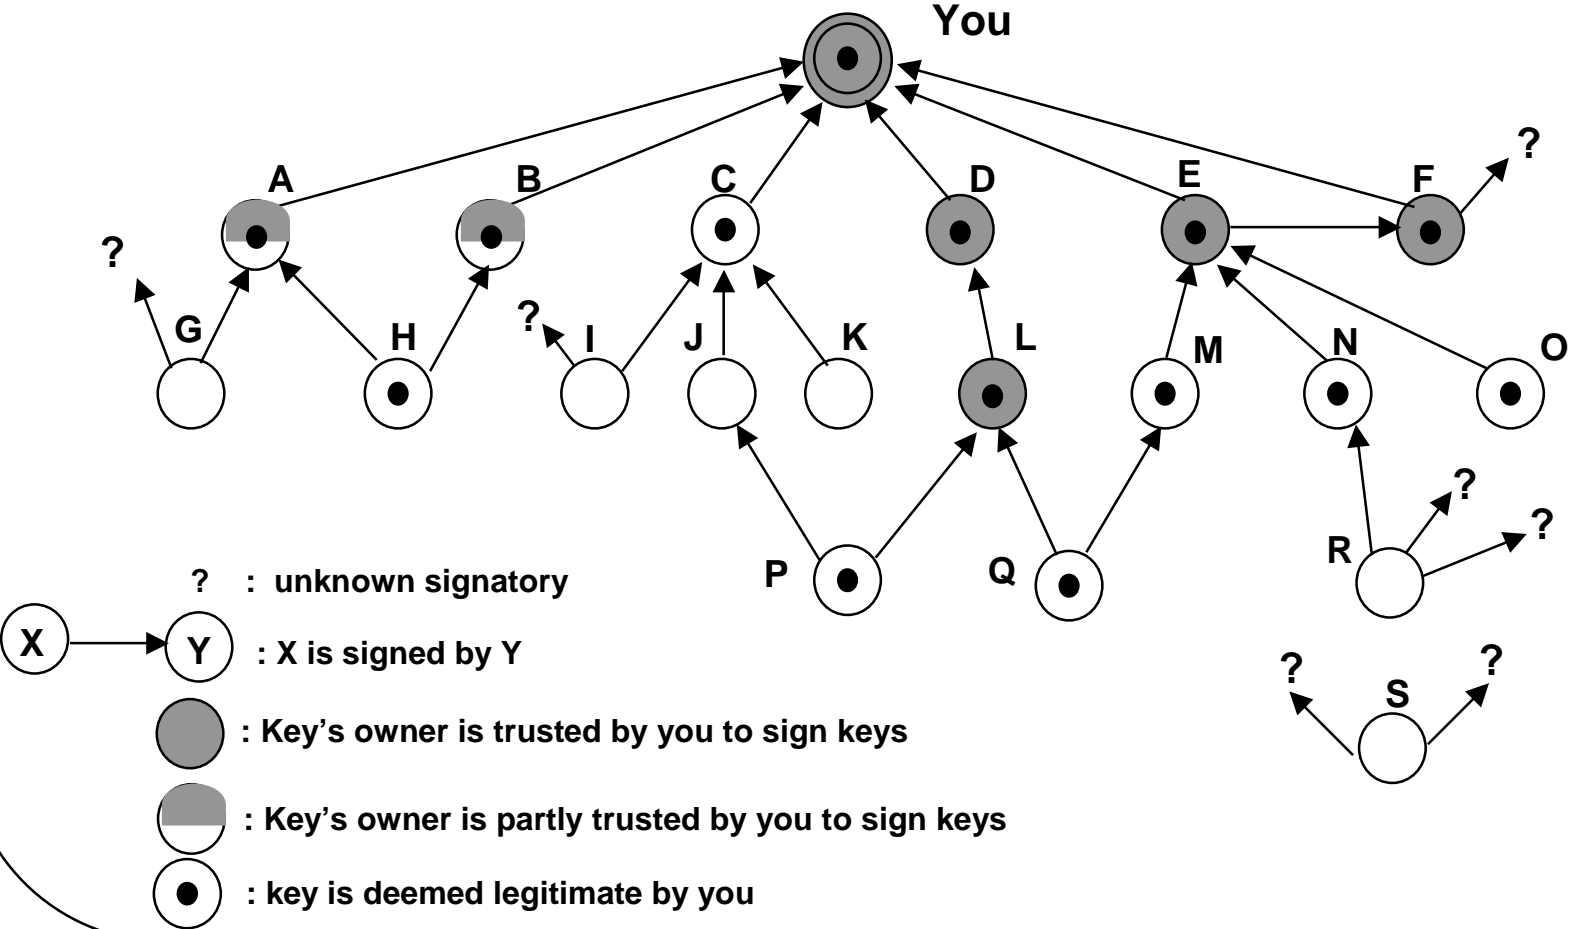 You
?
A
B
C
D
E
F
?
G
H
?
I
J
K
L
M
N
O
?
?
P
Q
R
? : unknown signatory
X
Y
: X is signed by Y
?
?
S
: Key’s owner is trusted by you to sign keys
: Key’s owner is partly trusted by you to sign keys
: key is deemed legitimate by you